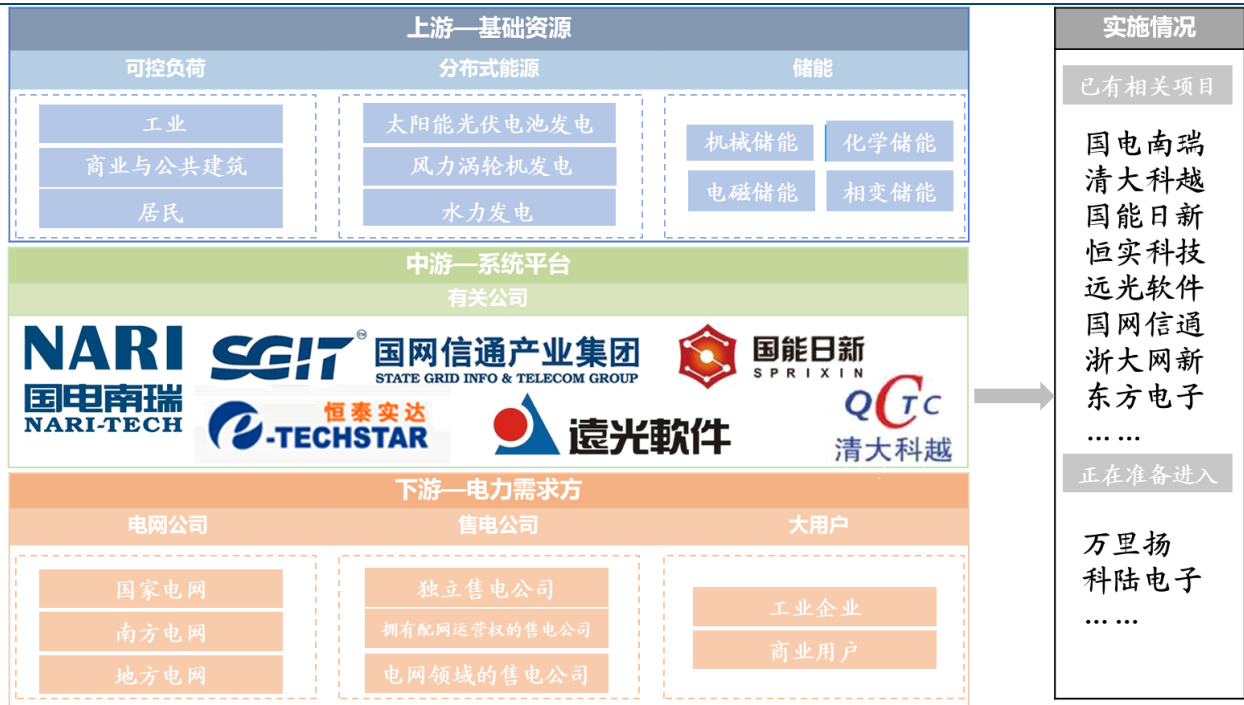 上游—基础资源
可控负荷
分布式能源
储能
工业
商业与公共建筑
居民
太阳能光伏电池发电
风力涡轮机发电
水力发电
机械储能
化学储能
电磁储能
相变储能
中游—系统平台
有关公司
NARI
国电南瑞
NARI-TECH
SGIT™
国网信通产业集团
STATE GRID INFO & TELECOM GROUP
国能日新
SPRIXIN
恒泰实达
e-TECHSTAR
遠光軟件
QCTC
清大科越
下游—电力需求方
电网公司
售电公司
大用户
国家电网
南方电网
地方电网
独立售电公司
拥有配网运营权的售电公司
电网领域的售电公司
工业企业
商业用户
实施情况
已有相关项目
国电南瑞
清大科越
国能日新
恒实科技
远光软件
国网信通
浙大网新
东方电子
……
正在准备进入
万里扬
科陆电子
……